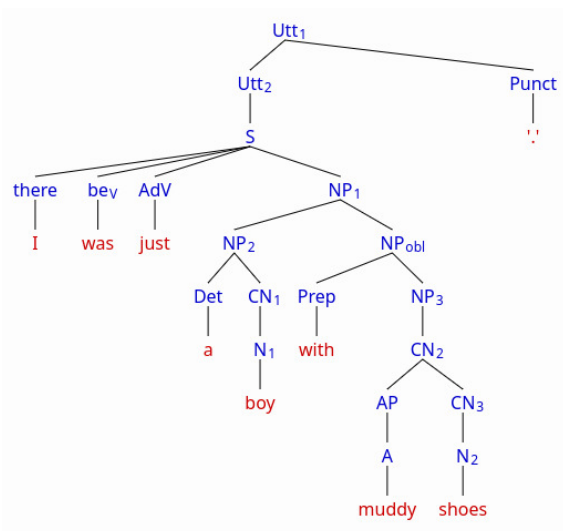 Utt1
Utt2 Punct
S '.'
there beV AdV NP1
I was just NP2 NPobl
Det CN1 Prep NP3
a N1 with CN2
boy AP CN3
A N2
muddy shoes